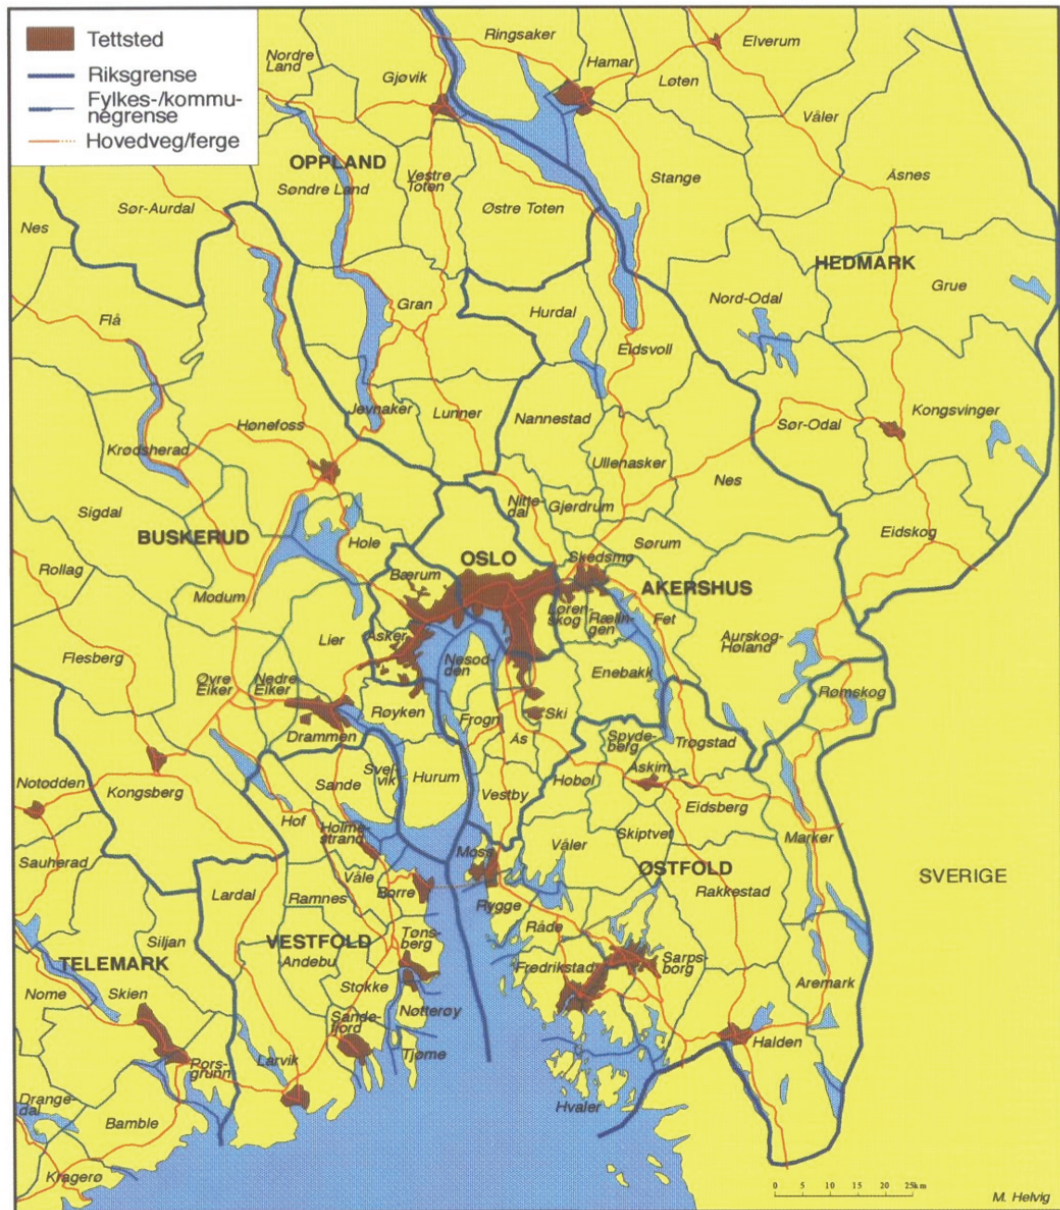 Tettsted
Riksgrense
Fylkes-/kommu-
negrense
Hovedveg/ferge
Nordre
Land
Gjøvik
Ringsaker
Hamar
Løten
Elverum
Våler
Åsnes
OPPLAND
Søndre Land
Vestre
Toten
Østre Toten
Stange
Sør-Aurdal
Nes
HEDMARK
Grue
Nord-Odal
Flå
Gran
Hurdal
Eidsvoll
Jevnaker
Lunner
Nannestad
Hønefoss
Krødsherad
Sør-Odal
Kongsvinger
Ullenasker
Nes
Sigdal
BUSKERUD
Nitte-
dal
Gjerdrum
Eidskog
Hole
Sørum
OSLO
Skedsmo
Rollag
Bærum
AKERSHUS
Modum
Lier
Asker
Løren-
skog
Rælin-
gen
Fet
Aurskog-
Høland
Flesberg
Nesod-
den
Enebakk
Øvre
Eiker
Nedre
Eiker
Røyken
Rømskog
Frogn
Ski
Drammen
Ås
Spyde-
berg
Trøgstad
Notodden
Kongsberg
Sande
Svel-
vik
Hurum
Vestby
Hobøl
Askim
Eidsberg
Hof
Holme-
strand
Skiptvet
Marker
Sauherad
Moss
Våler
ØSTFOLD
SVERIGE
Lardal
Våle
Ramnes
Borre
Rygge
Rakkestad
Siljan
VESTFOLD
Andebu
Tøns-
berg
Råde
TELEMARK
Fredrikstad
Sarps-
borg
Aremark
Nome
Skien
Stokke
Nøtterøy
Sande-
fjord
Tjøme
Halden
Larvik
Pors-
grunn
Drange-
dal
Bamble
Hvaler
Kragerø
0 5 10 15 20 25km
M. Helvig